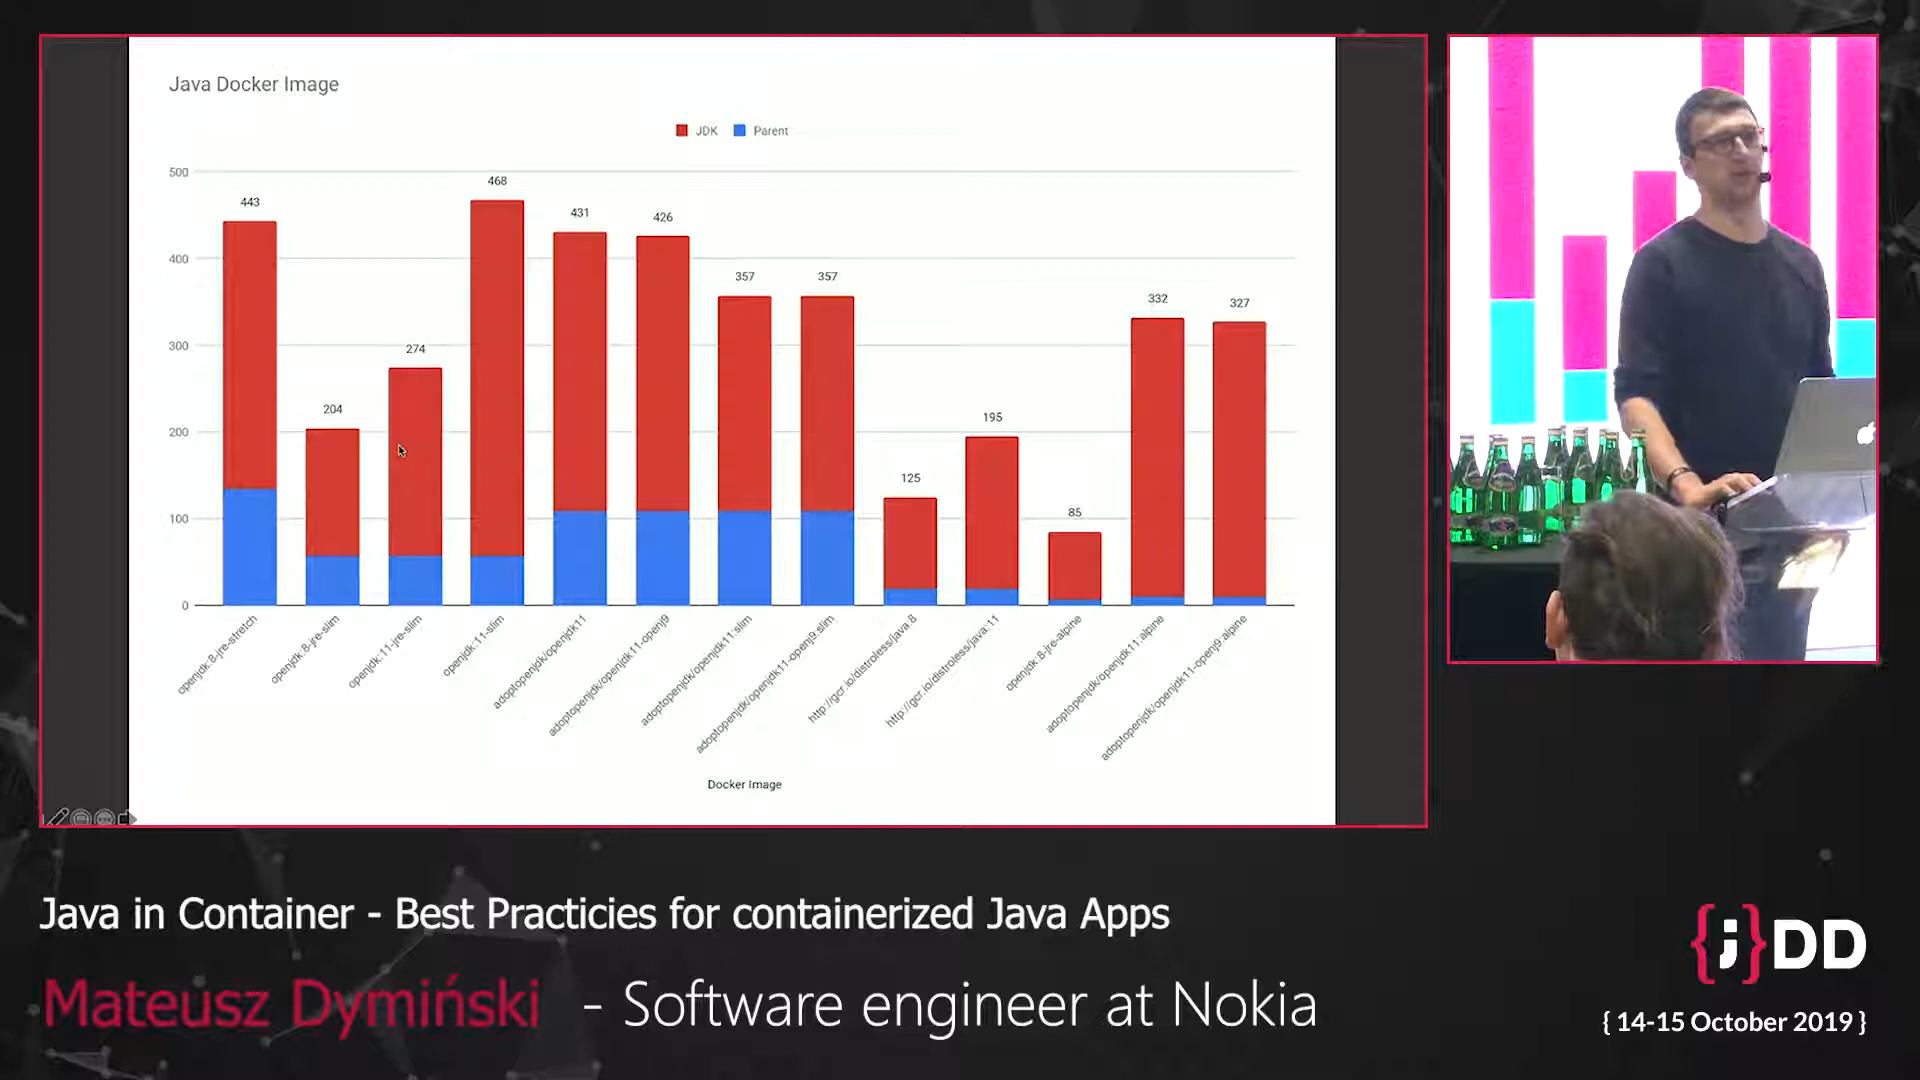 Java Docker Image
JDK Parent
500
400
300
200
100
0
443
204
274
468
431
426
357
357
125
195
85
332
327
openjdk:8-jre-stretch
openjdk:8-jre-slim
openjdk:11-jre-slim
openjdk:11-slim
adoptopenjdk/openjdk11
adoptopenjdk/openjdk11-openj9
adoptopenjdk/openjdk11:slim
adoptopenjdk/openjdk11-openj9:slim
http://gcr.io/distroless/java:8
http://gcr.io/distroless/java:11
openjdk:8-jre-alpine
adoptopenjdk/openjdk11:alpine
adoptopenjdk/openjdk11-openj9:alpine
Docker Image
Java in Container - Best Practicies for containerized Java Apps
Mateusz Dymiński - Software engineer at Nokia
{;}DD
{ 14-15 October 2019 }